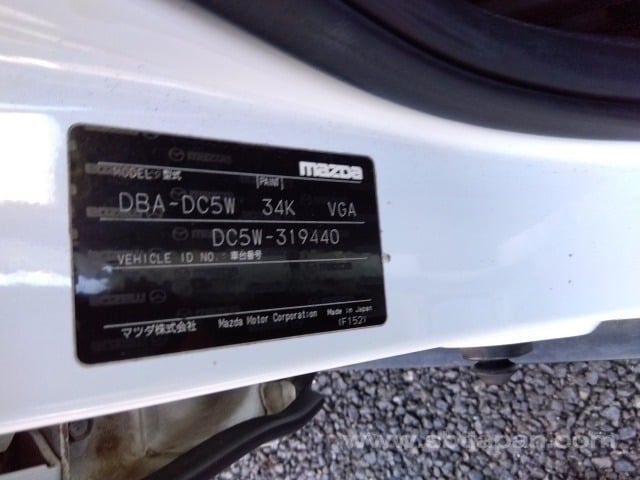 mazda
MODEL : 型式 [PAINT]
DBA-DC5W 34K VGA
DC5W-319440
VEHICLE ID NO.: 車台番号
マツダ株式会社 Mazda Motor Corporation Made in Japan
(F152)
www.sbtjapan.com